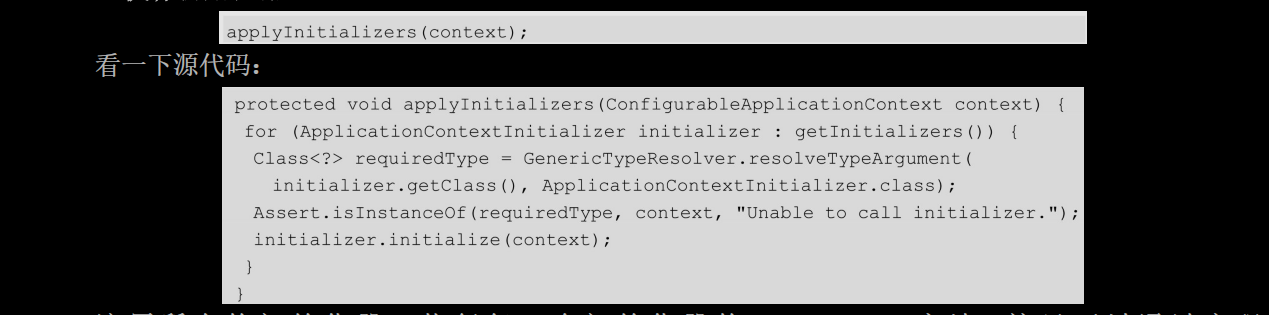 applyInitializers(context);
看一下源代码：
protected void applyInitializers(ConfigurableApplicationContext context) {
for (ApplicationContextInitializer initializer : getInitializers()) {
Class<?> requiredType = GenericTypeResolver.resolveTypeArgument(
initializer.getClass(), ApplicationContextInitializer.class);
Assert.isInstanceOf(requiredType, context, "Unable to call initializer.");
initializer.initialize(context);
}
}